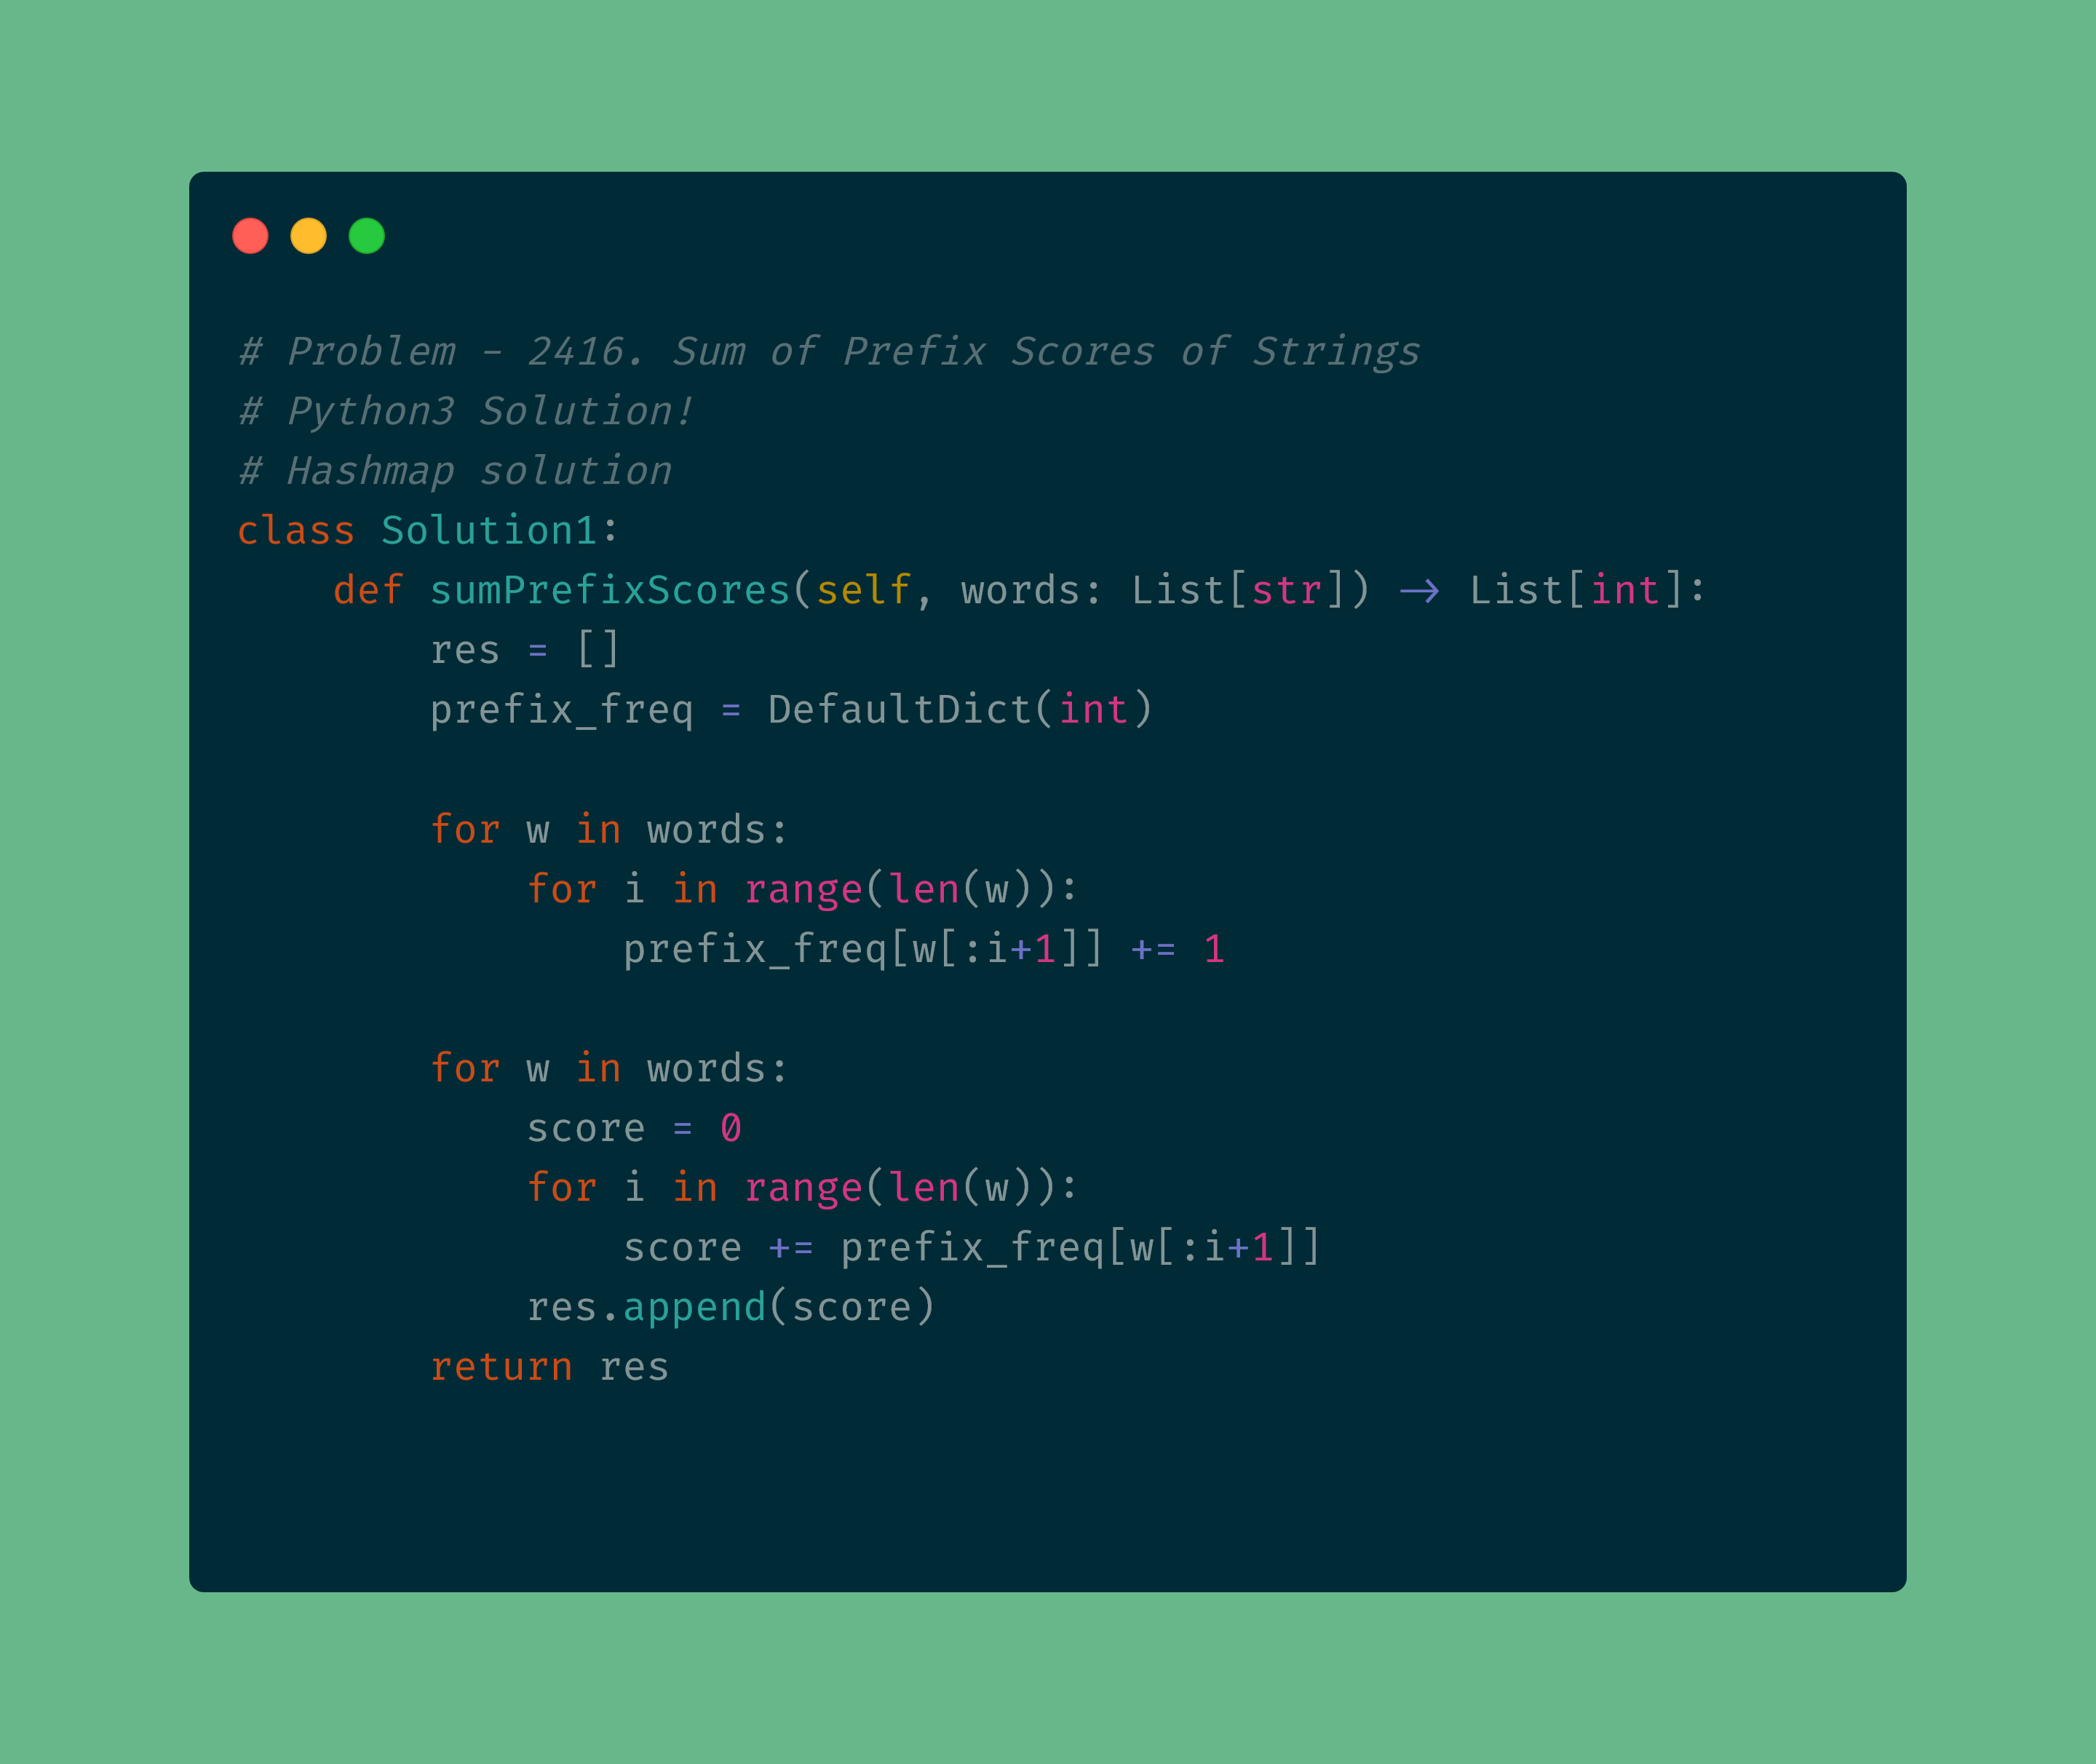 # Problem - 2416. Sum of Prefix Scores of Strings
# Python3 Solution!
# Hashmap solution
class Solution1:
    def sumPrefixScores(self, words: List[str]) -> List[int]:
        res = []
        prefix_freq = DefaultDict(int)

        for w in words:
            for i in range(len(w)):
                prefix_freq[w[:i+1]] += 1

        for w in words:
            score = 0
            for i in range(len(w)):
                score += prefix_freq[w[:i+1]]
            res.append(score)
        return res